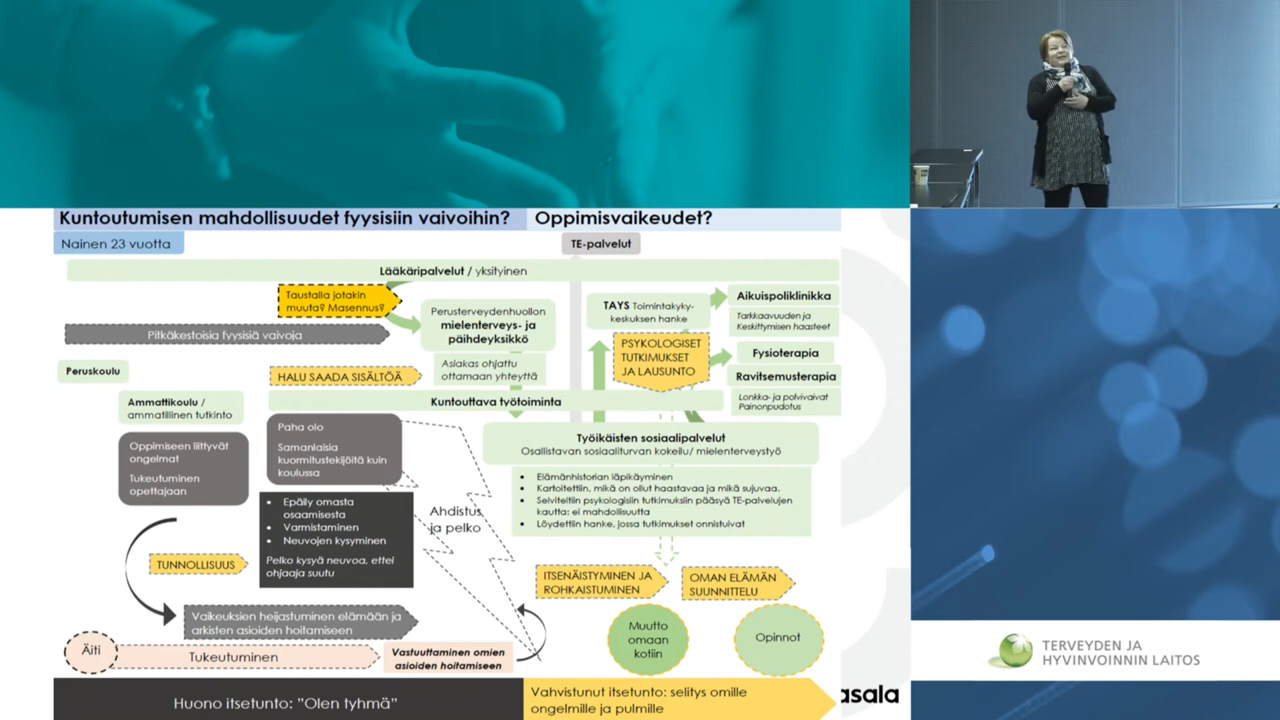 Kuntoutumisen mahdollisuudet fyysisiin vaivoihin?
Oppimisvaikeudet?
Nainen 23 vuotta
TE-palvelut
Lääkäripalvelut / yksityinen
Taustalla jotakin
muuta? Masennus?
Pitkäkestoisia fyysisiä vaivoja
Perusterveydenhuollon
mielenterveys- ja
päihdeyksikkö
Asiakas ohjattu
ottamaan yhteyttä
TAYS Toimintakyky-
keskuksen hanke
PSYKOLOGISET
TUTKIMUKSET
JA LAUSUNTO
Aikuispoliklinikka
Tarkkaavuuden ja
Keskittymisen haasteet
Fysioterapia
Ravitsemusterapia
Lonkka- ja polvivaivat
Painonpudotus
Peruskoulu
HALU SAADA SISÄLTÖÄ
Kuntouttava työtoiminta
Ammattikoulu /
ammatillinen tutkinto
Oppimiseen liittyvät
ongelmat
Tukeutuminen
opettajaan
Paha olo
Samanlaisia
kuormitustekijöitä kuin
koulussa
• Epäily omasta
osaamisesta
• Varmistaminen
• Neuvojen kysyminen
Pelko kysyä neuvoa, ettei
ohjaaja suutu
Ahdistus
ja pelko
Työikäisten sosiaalipalvelut
Osallistavan sosiaaliturvan kokeilu/ mielenterveystyö
• Elämänhistorian läpikäyminen
• Kartoitettiin, mikä on ollut haastavaa ja mikä sujuvaa.
• Selviteltiin psykologisiin tutkimuksiin pääsyä TE-palvelujen
kautta: ei mahdollisuutta
• Löydettiin hanke, jossa tutkimukset onnistuivat
TUNNOLLISUUS
ITSENÄISTYMINEN JA
ROHKAISTUMINEN
OMAN ELÄMÄN
SUUNNITTELU
Vaikeuksien heijastuminen elämään ja
arkisten asioiden hoitamiseen
Muutto
omaan
kotiin
Opinnot
Äiti
Tukeutuminen
Vastuuttaminen omien
asioiden hoitamiseen
Huono itsetunto: ”Olen tyhmä”
Vahvistunut itsetunto: selitys omille
ongelmille ja pulmille
asala
TERVEYDEN JA
HYVINVOINNIN LAITOS